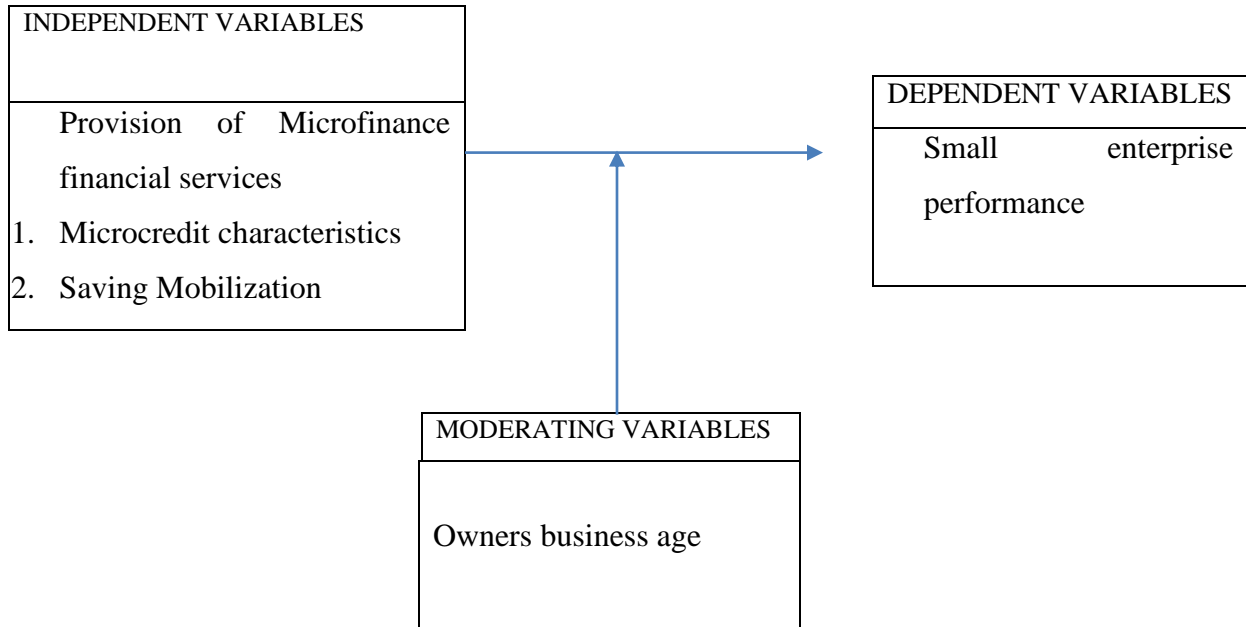 INDEPENDENT VARIABLES
Provision of Microfinance
financial services
1. Microcredit characteristics
2. Saving Mobilization
DEPENDENT VARIABLES
Small enterprise
performance
MODERATING VARIABLES
Owners business age